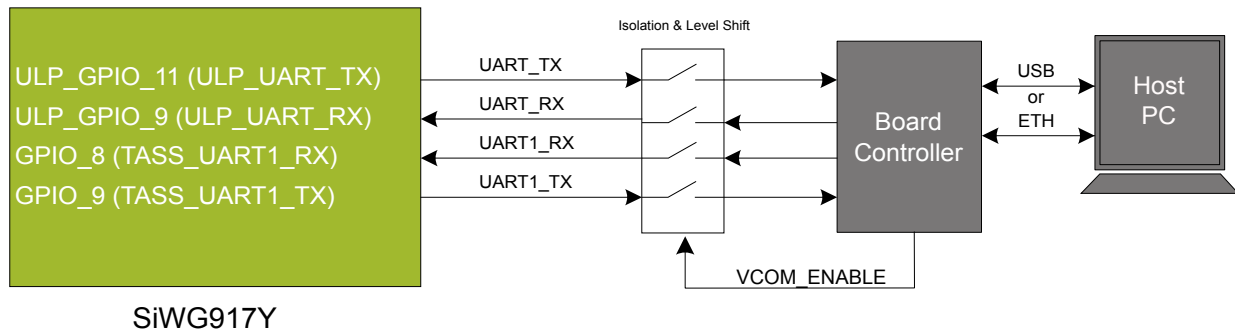 Isolation & Level Shift
ULP_GPIO_11 (ULP_UART_TX)
ULP_GPIO_9 (ULP_UART_RX)
GPIO_8 (TASS_UART1_RX)
GPIO_9 (TASS_UART1_TX)
UART_TX
UART_RX
UART1_RX
UART1_TX
Board
Controller
USB
or
ETH
Host
PC
VCOM_ENABLE
SiWG917Y